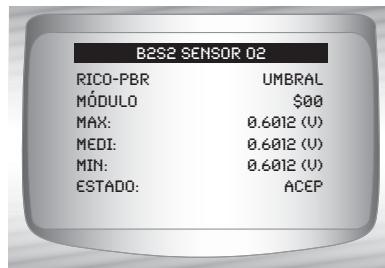 B2S2 SENSOR O2
RICO-PBR UMBRAL
MÓDULO $00
MAX: 0.6012 (V)
MEDI: 0.6012 (V)
MIN: 0.6012 (V)
ESTADO: ACEP